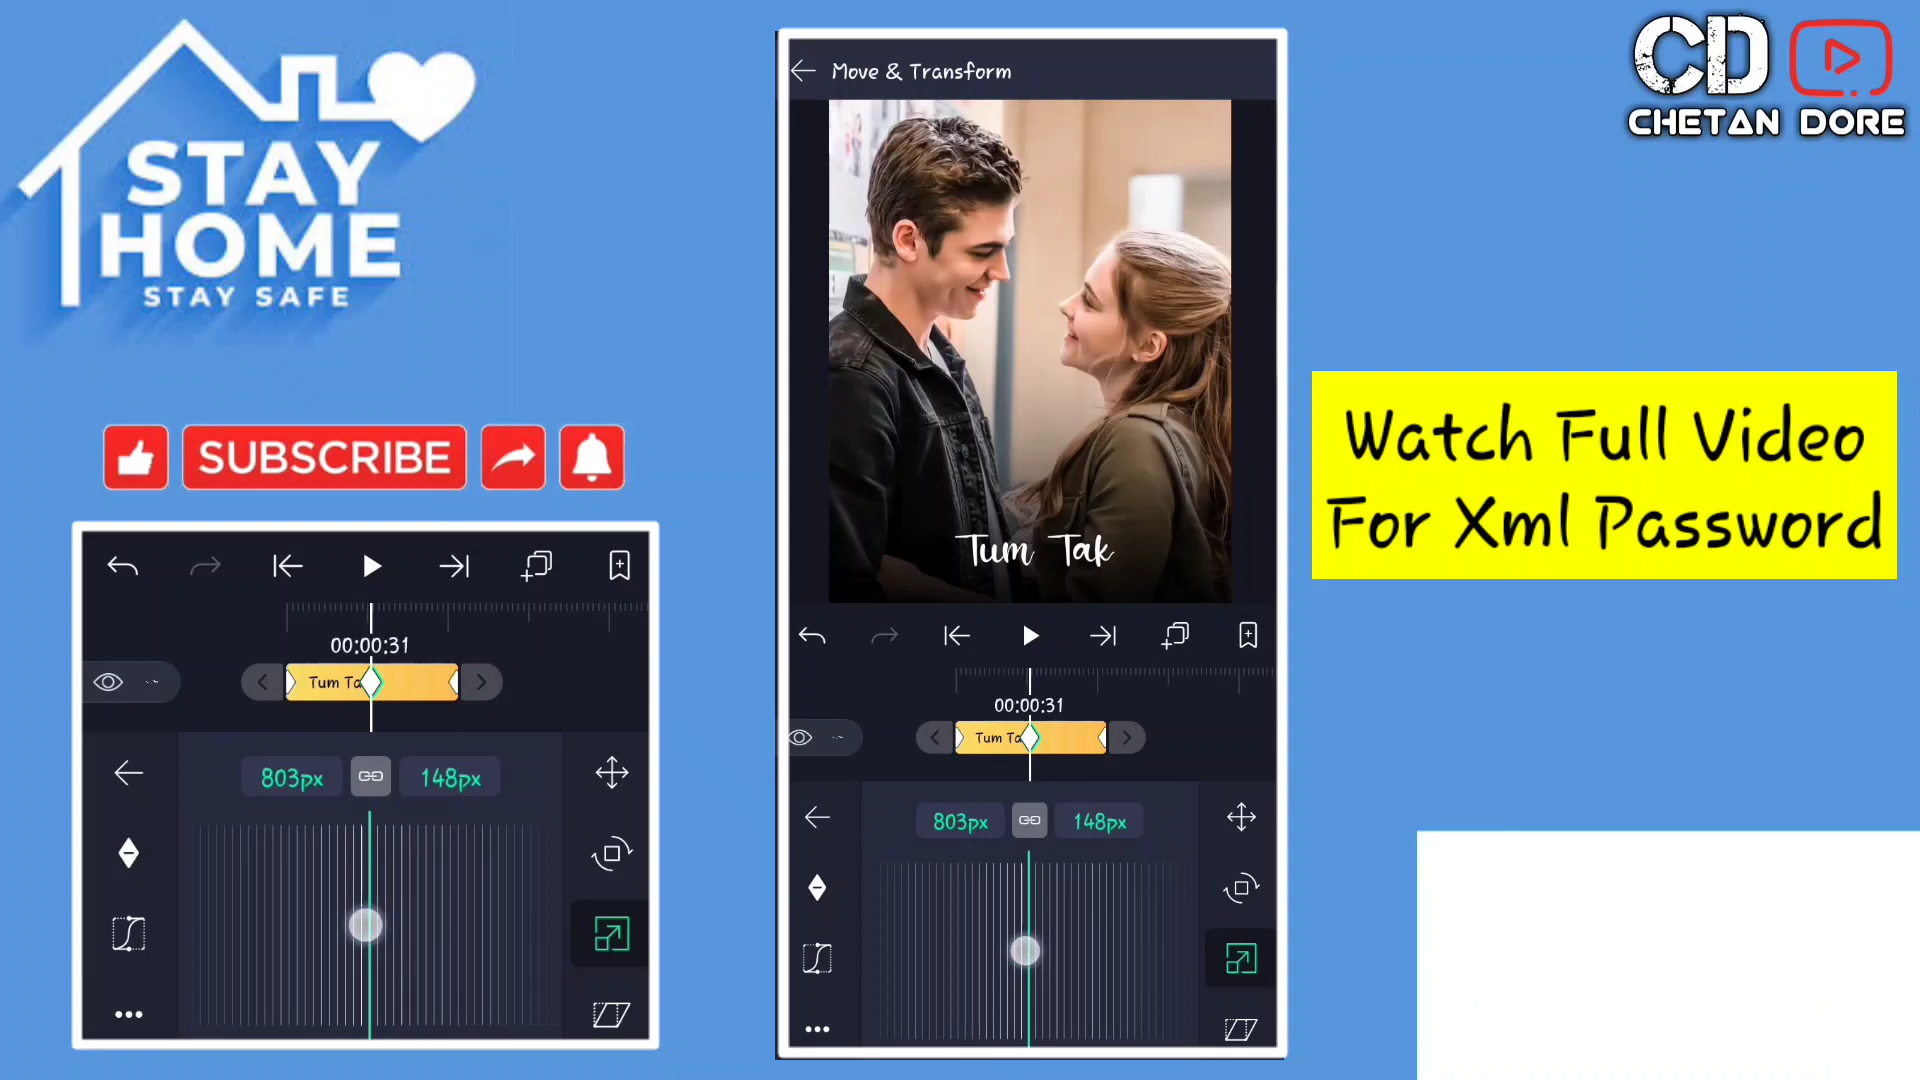 STAY
HOME
STAY SAFE
SUBSCRIBE
00:00:31
Tum Ta
803px
148px
Move & Transform
Tum Tak
00:00:31
Tum Ta
803px
148px
CD
CHETAN DORE
Watch Full Video
For Xml Password